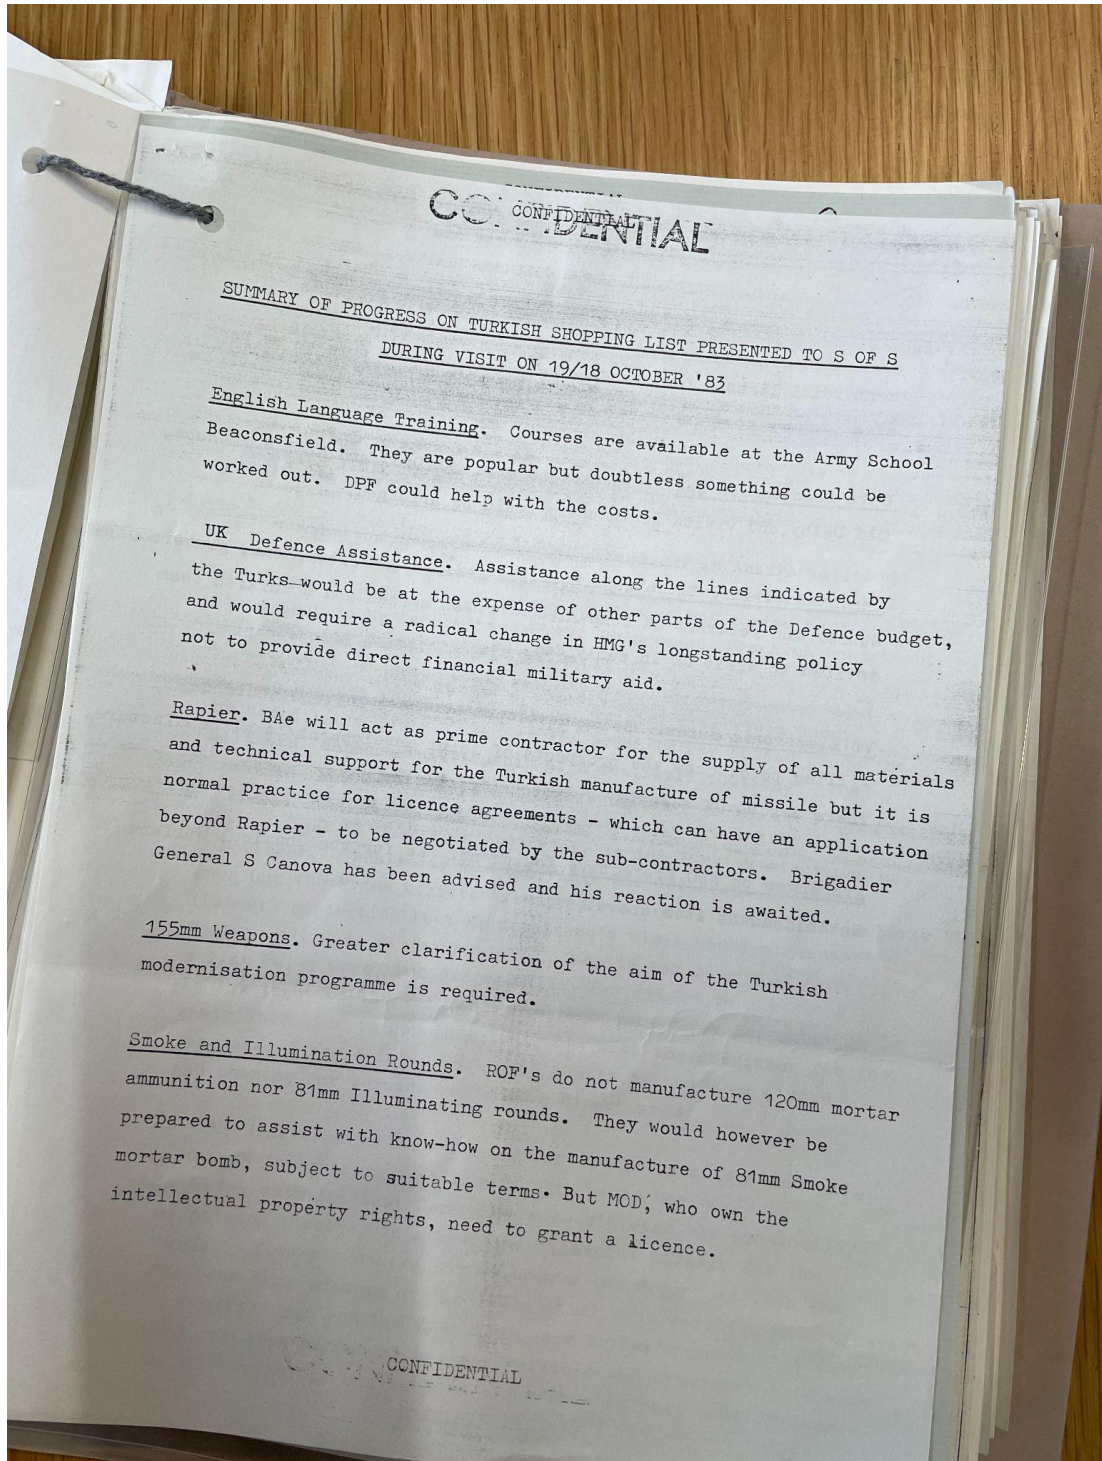 CONFIDENTIAL
CONFIDENTIAL
SUMMARY OF PROGRESS ON TURKISH SHOPPING LIST PRESENTED TO S OF S
DURING VISIT ON 19/18 OCTOBER '83
English Language Training. Courses are available at the Army School
Beaconsfield. They are popular but doubtless something could be
worked out. DPF could help with the costs.
UK Defence Assistance. Assistance along the lines indicated by
the Turks would be at the expense of other parts of the Defence budget,
and would require a radical change in HMG's longstanding policy
not to provide direct financial military aid.
Rapier. BAe will act as prime contractor for the supply of all materials
and technical support for the Turkish manufacture of missile but it is
normal practice for licence agreements - which can have an application
beyond Rapier - to be negotiated by the sub-contractors. Brigadier
General S Canova has been advised and his reaction is awaited.
155mm Weapons. Greater clarification of the aim of the Turkish
modernisation programme is required.
Smoke and Illumination Rounds. ROF's do not manufacture 120mm mortar
ammunition nor 81mm Illuminating rounds. They would however be
prepared to assist with know-how on the manufacture of 81mm Smoke
mortar bomb, subject to suitable terms. But MOD, who own the
intellectual property rights, need to grant a licence.
CONFIDENTIAL